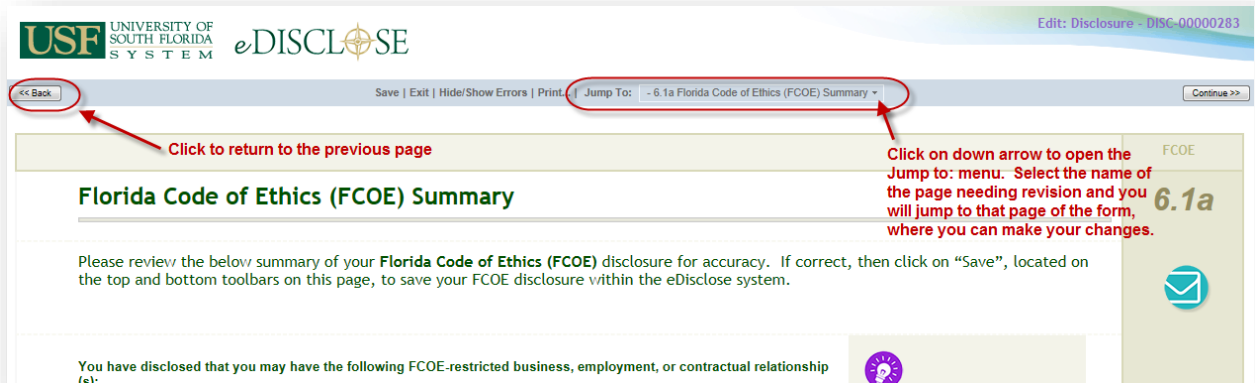 USF UNIVERSITY OF
SOUTH FLORIDA
SYSTEM
eDISCLOSE
Edit: Disclosure - DISC-00000283
<< Back
Save | Exit | Hide/Show Errors | Print... | Jump To: - 6.1a Florida Code of Ethics (FCOE) Summary
Continue >>
Click to return to the previous page
Click on down arrow to open the
Jump to: menu. Select the name of
the page needing revision and you
will jump to that page of the form,
where you can make your changes.
FCOE
6.1a
Florida Code of Ethics (FCOE) Summary
Please review the below summary of your Florida Code of Ethics (FCOE) disclosure for accuracy. If correct, then click on “Save”, located on
the top and bottom toolbars on this page, to save your FCOE disclosure within the eDisclose system.
You have disclosed that you may have the following FCOE-restricted business, employment, or contractual relationship
(s):